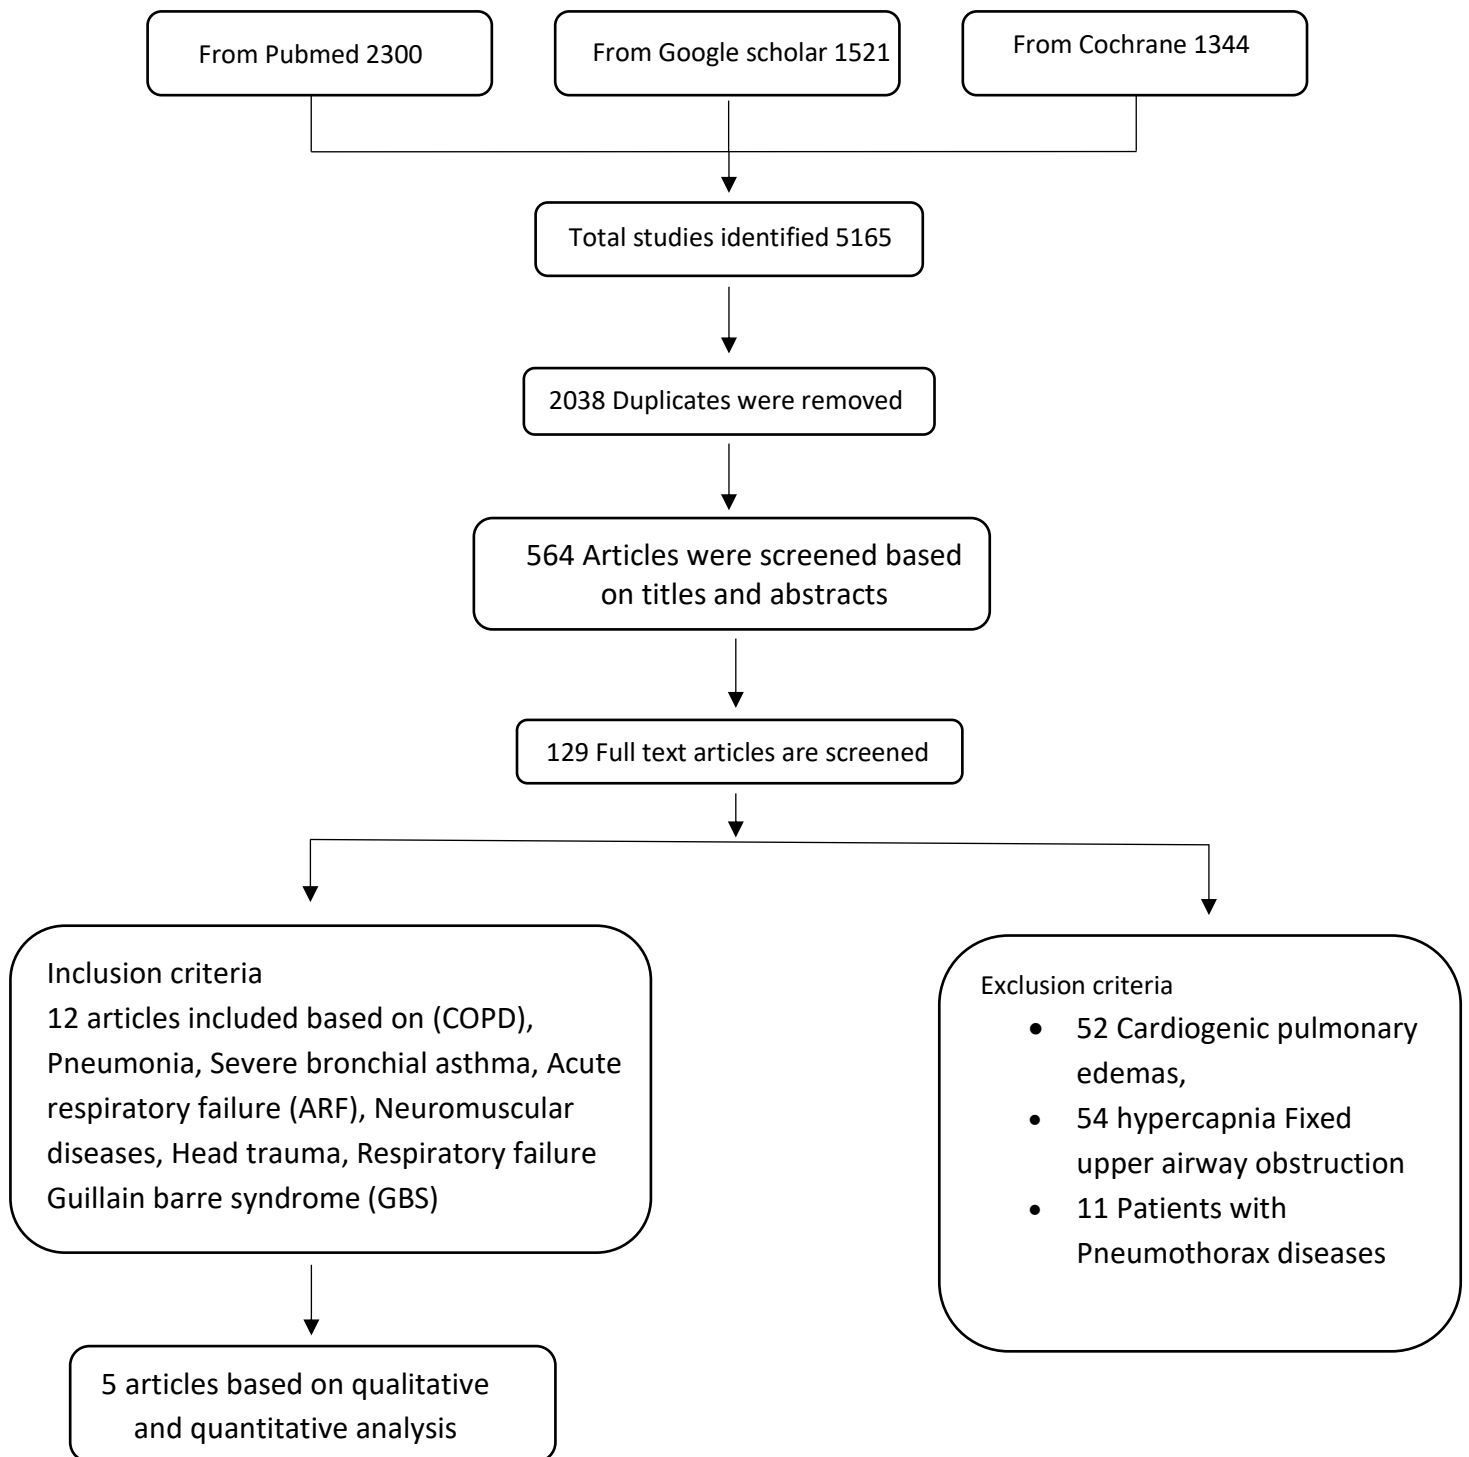 From Pubmed 2300
From Google scholar 1521
From Cochrane 1344
Total studies identified 5165
2038 Duplicates were removed
564 Articles were screened based
on titles and abstracts
129 Full text articles are screened
Inclusion criteria
12 articles included based on (COPD),
Pneumonia, Severe bronchial asthma, Acute
respiratory failure (ARF), Neuromuscular
diseases, Head trauma, Respiratory failure
Guillain barre syndrome (GBS)
Exclusion criteria
• 52 Cardiogenic pulmonary
edemas,
• 54 hypercapnia Fixed
upper airway obstruction
• 11 Patients with
Pneumothorax diseases
5 articles based on qualitative
and quantitative analysis